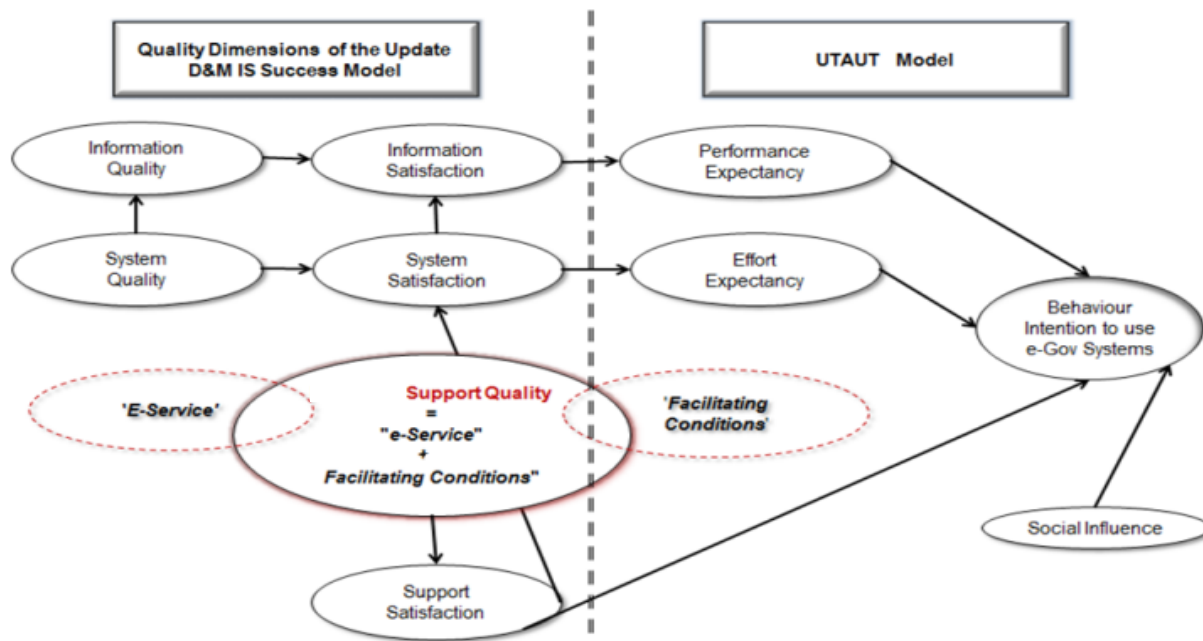 Quality Dimensions of the Update
D&M IS Success Model
UTAUT Model
Information
Quality
Information
Satisfaction
Performance
Expectancy
System
Quality
System
Satisfaction
Effort
Expectancy
Behaviour
Intention to use
e-Gov Systems
'E-Service'
Support Quality
=
"e-Service"
+
Facilitating Conditions"
'Facilitating
Conditions'
Social Influence
Support
Satisfaction